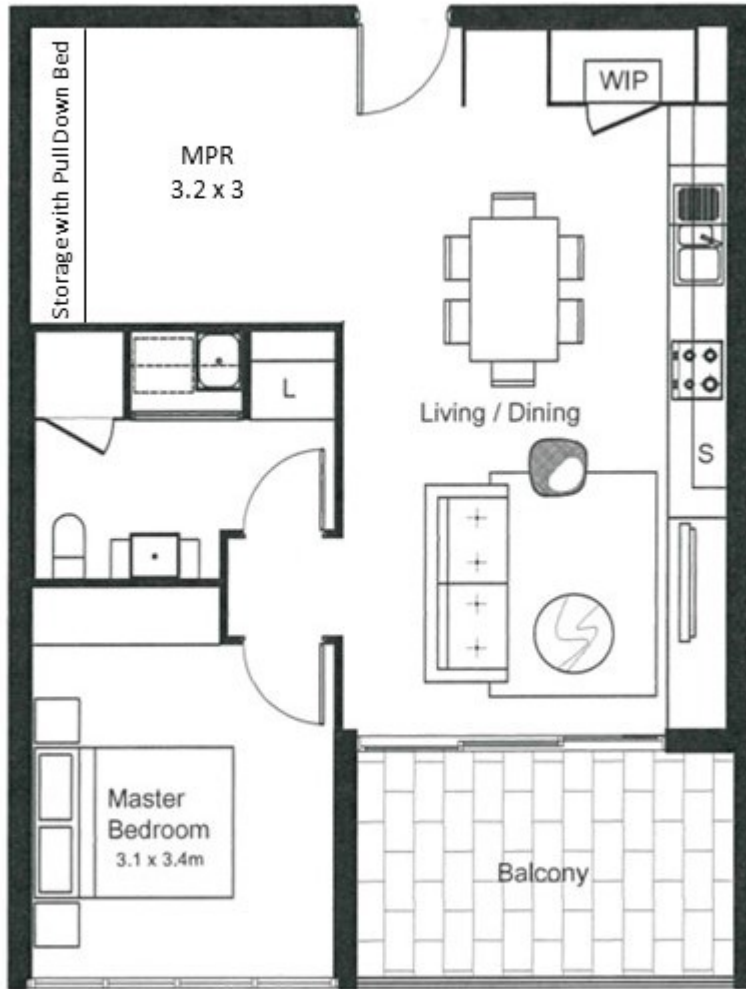 Storage with Pull Down Bed
MPR
3.2 x 3
WIP
L
Living / Dining
S
Master
Bedroom
3.1 x 3.4m
Balcony